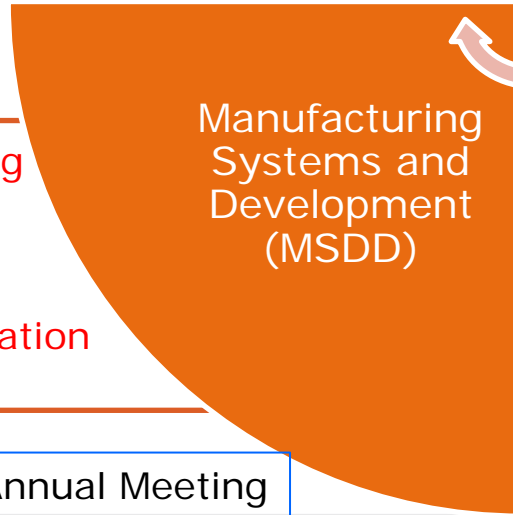 Manufacturing
Systems and
Development
(MSDD)
g
ation
Annual Meeting